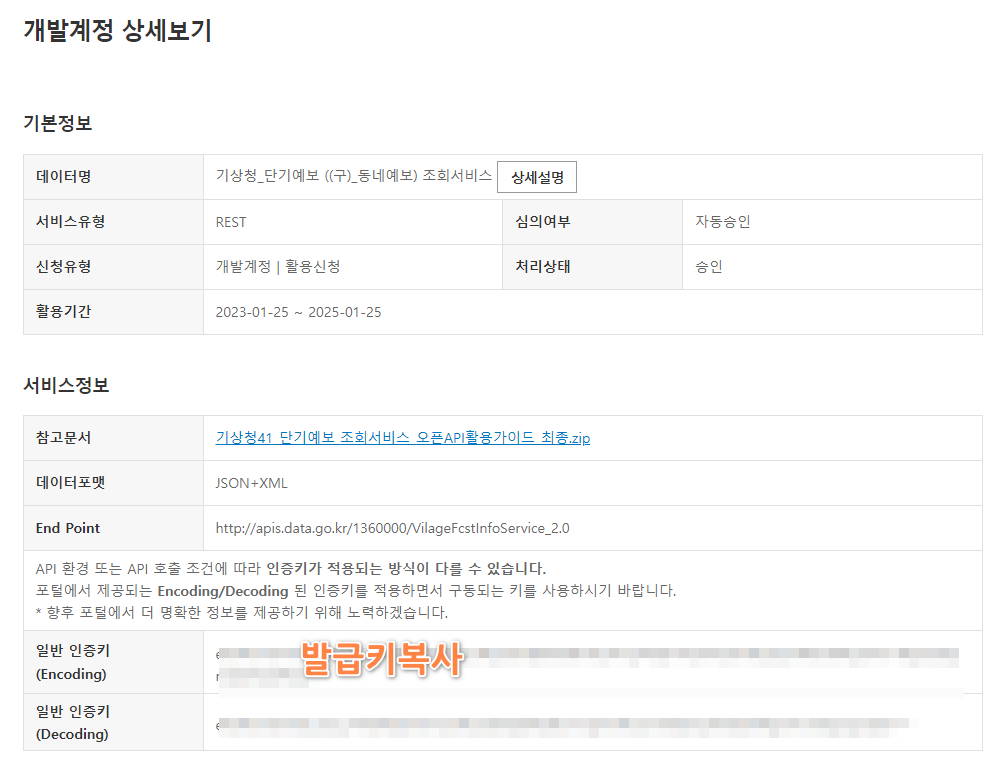 개발계정 상세보기
기본정보
데이터명 기상청_단기예보 ((구)_동네예보) 조회서비스 상세설명
서비스유형 REST 심의여부 자동승인
신청유형 개발계정 | 활용신청 처리상태 승인
활용기간 2023-01-25 ~ 2025-01-25
서비스정보
참고문서 기상청41_단기예보 조회서비스_오픈API활용가이드_최종.zip
데이터포맷 JSON+XML
End Point http://apis.data.go.kr/1360000/VilageFcstInfoService_2.0
API 환경 또는 API 호출 조건에 따라 인증키가 적용되는 방식이 다를 수 있습니다.
포털에서 제공되는 Encoding/Decoding 된 인증키를 적용하면서 구동되는 키를 사용하시기 바랍니다.
* 향후 포털에서 더 명확한 정보를 제공하기 위해 노력하겠습니다.
일반 인증키
(Encoding)
발급키복사
일반 인증키
(Decoding)